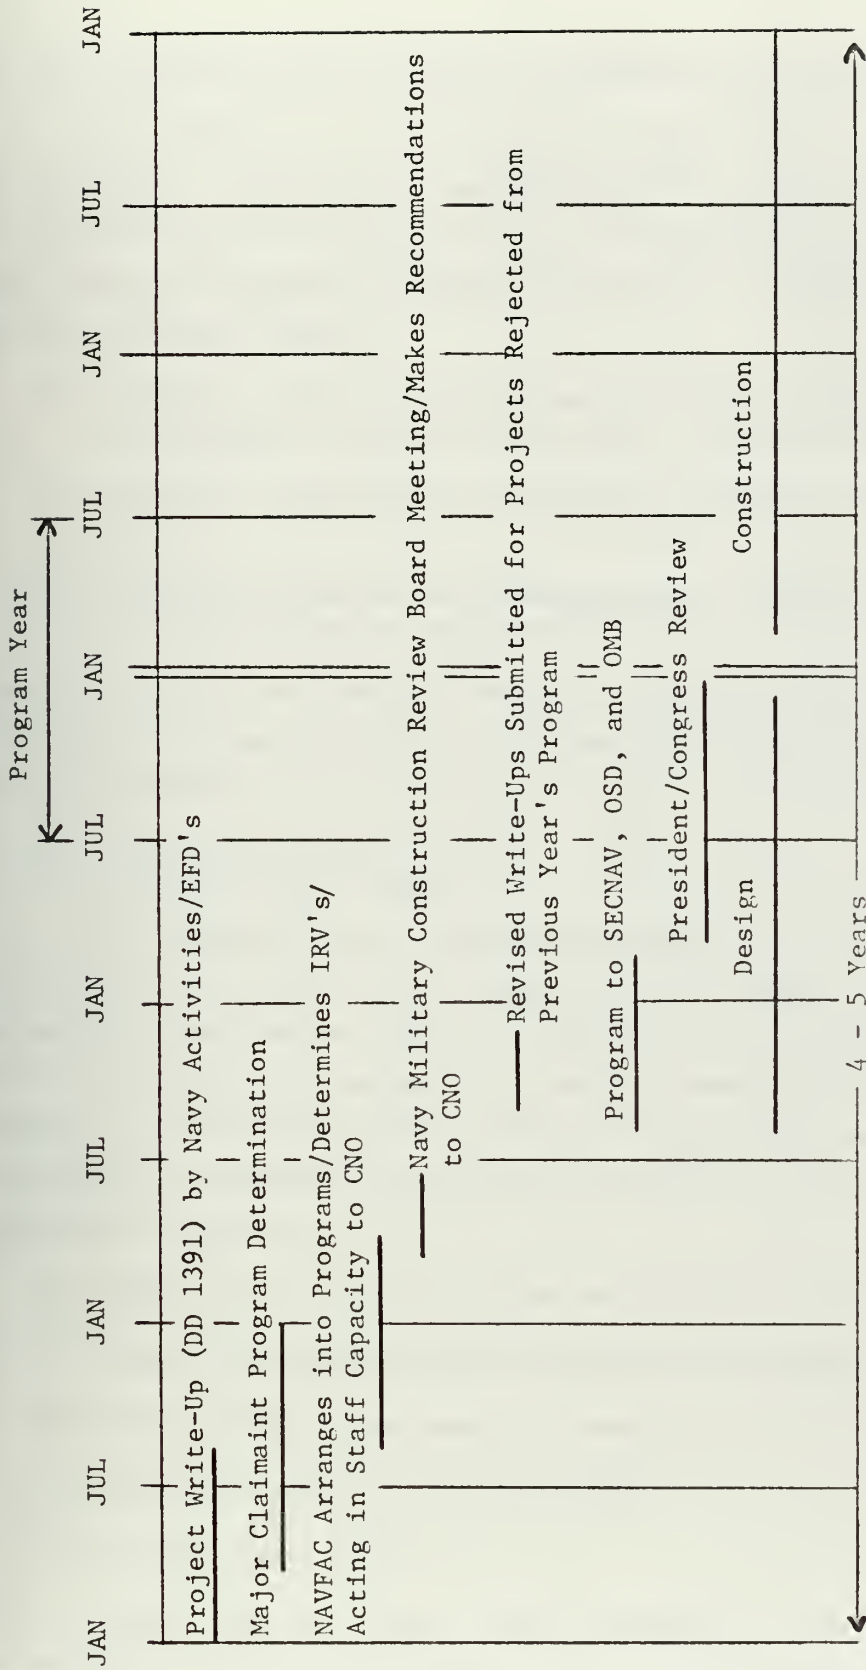 Program Year
JAN JUL JAN JUL JAN JUL JAN JUL JAN JUL JAN
Project Write-Up (DD 1391) by Navy Activities/EFD's
Major Claimaint Program Determination
NAVFAC Arranges into Programs/Determines IRV's/
Acting in Staff Capacity to CNO
Navy Military Construction Review Board Meeting/Makes Recommendations
to CNO
Revised Write-Ups Submitted for Projects Rejected from
Previous Year's Program
Program to SECNAV, OSD, and OMB
President/Congress Review
Design
Construction
4 - 5 Years